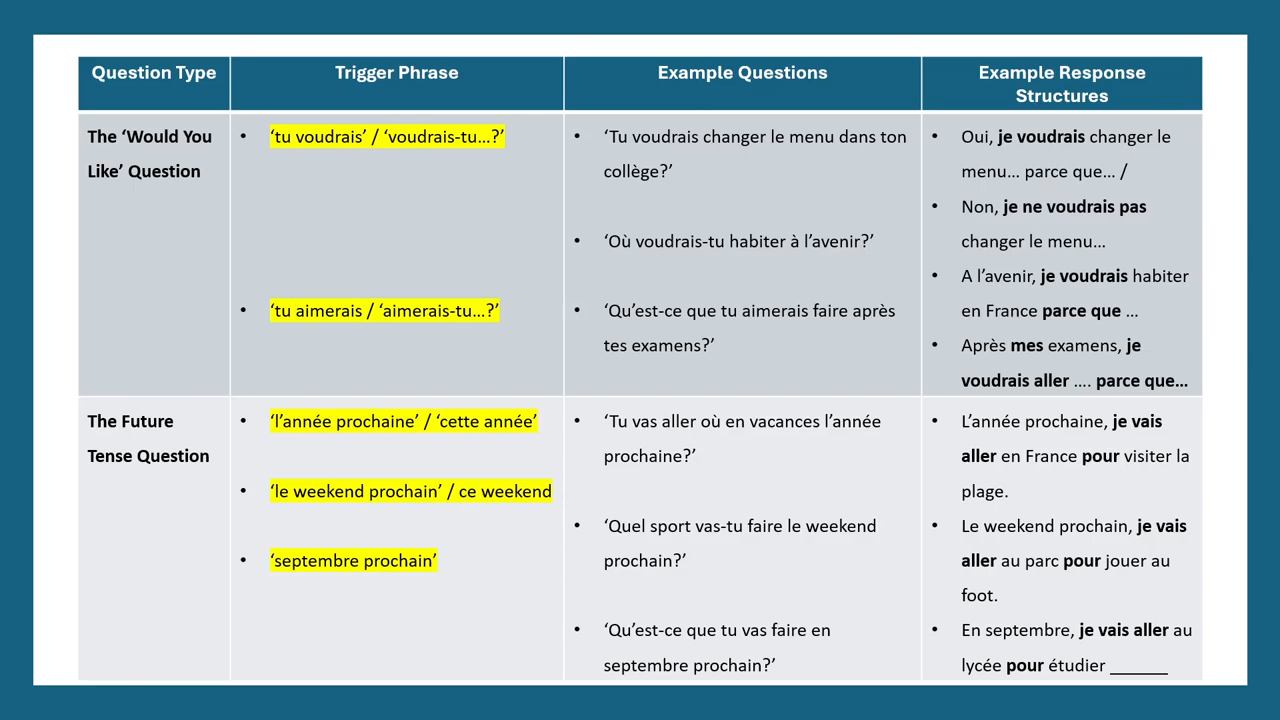 Question Type
Trigger Phrase
Example Questions
Example Response
Structures
The ‘Would You
Like’ Question
• ‘tu voudrais’ / ‘voudrais-tu…?’
• ‘tu aimerais / ‘aimerais-tu…?’
• ‘Tu voudrais changer le menu dans ton
collège?’
• ‘Où voudrais-tu habiter à l’avenir?’
• ‘Qu’est-ce que tu aimerais faire après
tes examens?’
• Oui, je voudrais changer le
menu… parce que… /
• Non, je ne voudrais pas
changer le menu…
• A l’avenir, je voudrais habiter
en France parce que …
• Après mes examens, je
voudrais aller …. parce que…
The Future
Tense Question
• ‘l’année prochaine’ / ‘cette année’
• ‘le weekend prochain’ / ce weekend
• ‘septembre prochain’
• ‘Tu vas aller où en vacances l’année
prochaine?’
• ‘Quel sport vas-tu faire le weekend
prochain?’
• ‘Qu’est-ce que tu vas faire en
septembre prochain?’
• L’année prochaine, je vais
aller en France pour visiter la
plage.
• Le weekend prochain, je vais
aller au parc pour jouer au
foot.
• En septembre, je vais aller au
lycée pour étudier ______